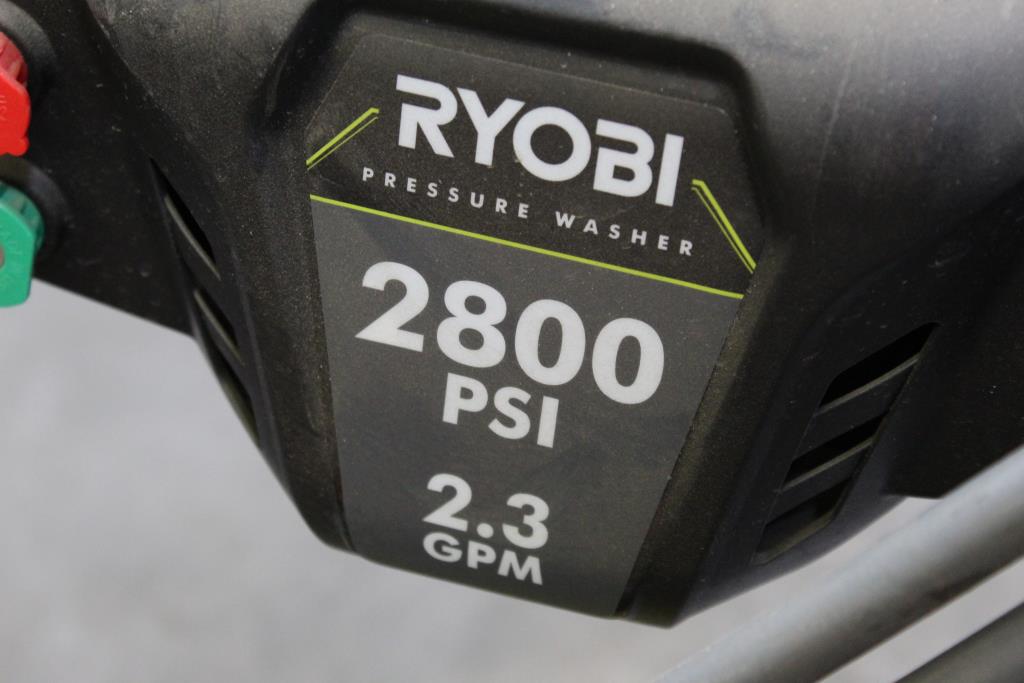 RYOBI
PRESSURE WASHER
2800
PSI
2.3
GPM